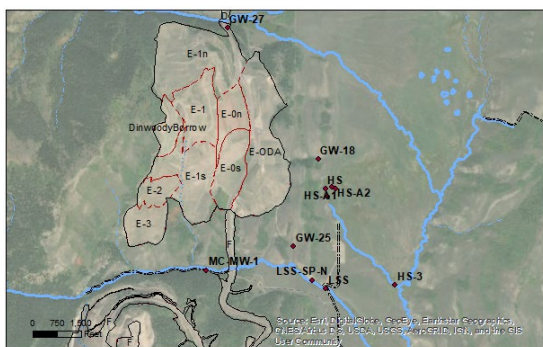 D
GW-27
E-1n
E-1
E-0n
DinwoodyBorrow
E-ODA
GW-18
E-1s
E-0s
HS
HS-A1
HS-A2
E-2
E-3
F
GW-25
MC-MW-1
LSS-SP-N
LSS
HS-3
F
F
0 750 1,500
Feet
Source: Esri, DigitalGlobe, GeoEye, Earthstar Geographics,
CNES/Airbus DS, USDA, USGS, AeroGRID, IGN, and the GIS
User Community